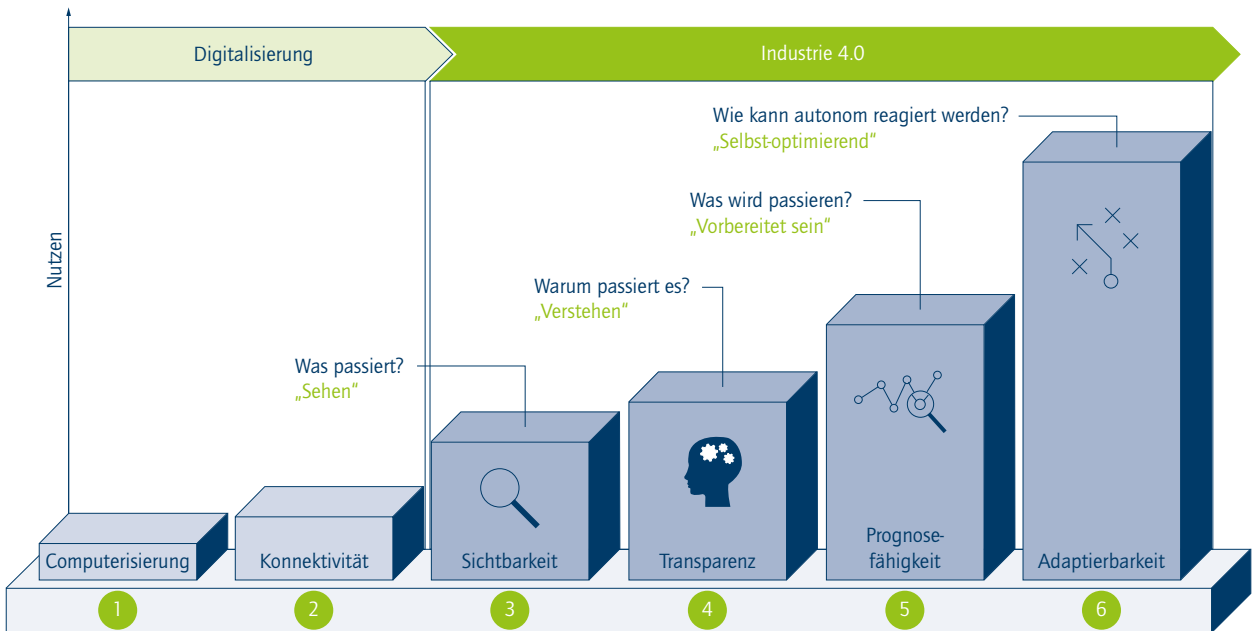 Digitalisierung
Industrie 4.0
Nutzen
Wie kann autonom reagiert werden?
„Selbst-optimierend“
Was wird passieren?
„Vorbereitet sein“
Warum passiert es?
„Verstehen“
Was passiert?
„Sehen“
Computerisierung
Konnektivität
Sichtbarkeit
Transparenz
Prognose-
fähigkeit
Adaptierbarkeit
1
2
3
4
5
6